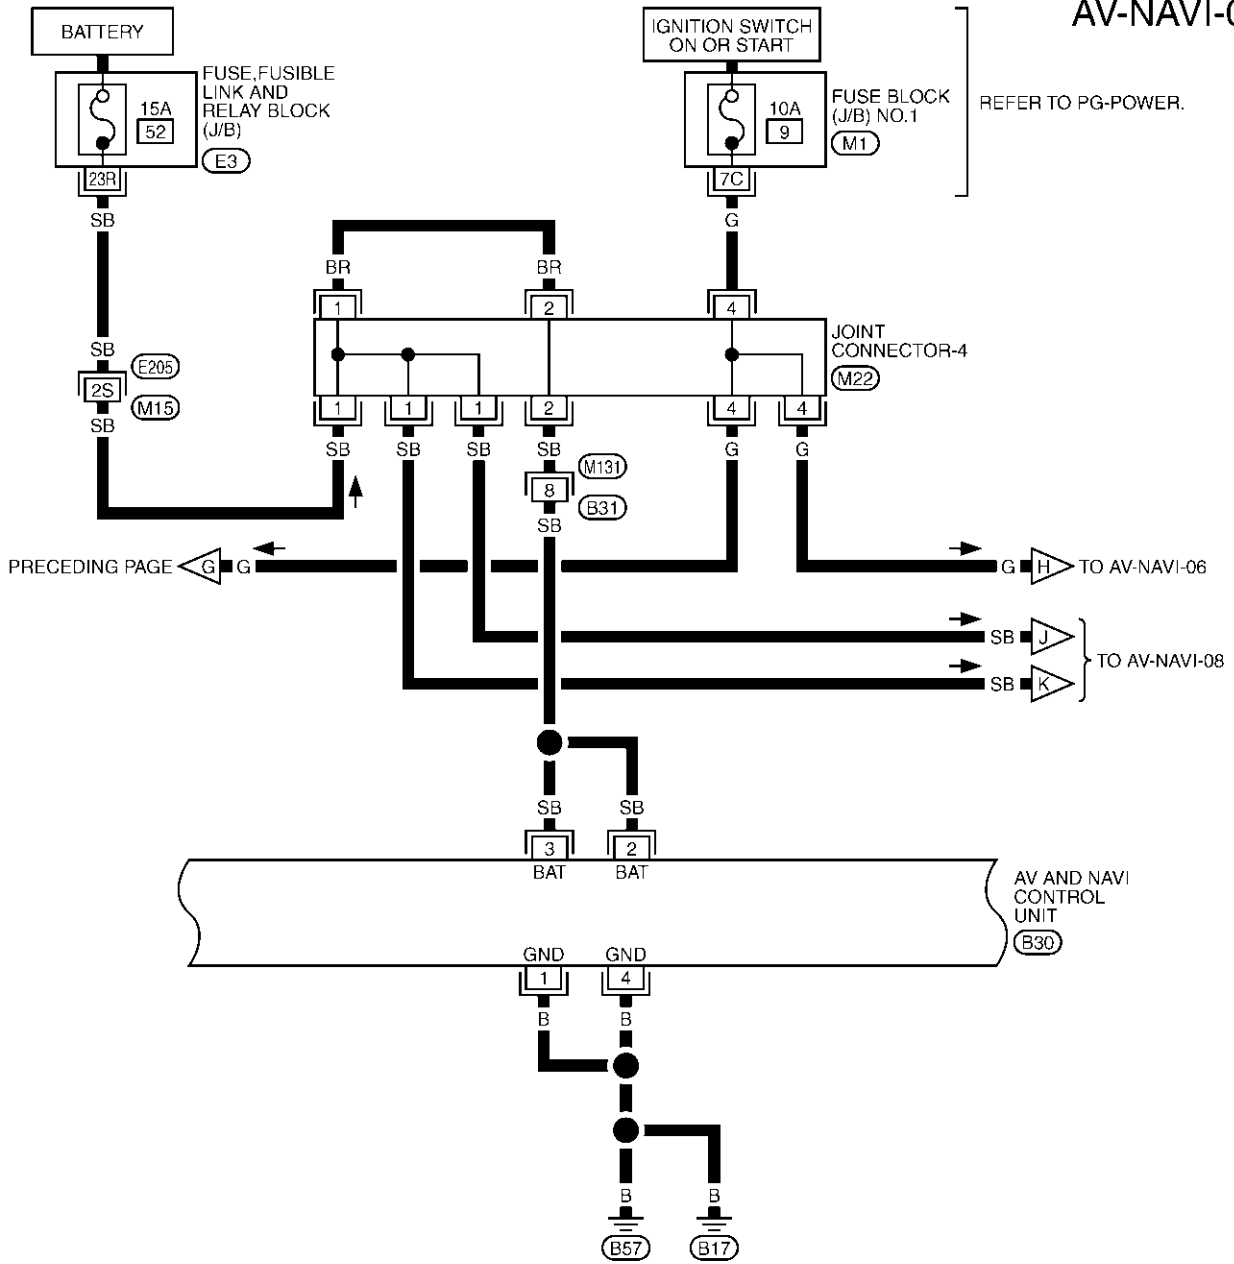 AV-NAVI-0
BATTERY
IGNITION SWITCH
ON OR START
FUSE,FUSIBLE
LINK AND
RELAY BLOCK
(J/B)
E3
15A
52
10A
9
FUSE BLOCK
(J/B) NO.1
M1
REFER TO PG-POWER.
23R
7C
SB
G
BR
BR
1
2
4
SB
E205
2S
M15
SB
JOINT
CONNECTOR-4
M22
1
1
1
2
4
4
SB
SB
SB
SB
G
G
M131
8
B31
SB
PRECEDING PAGE
G
G
G
H
TO AV-NAVI-06
SB
J
SB
K
TO AV-NAVI-08
SB
SB
3
2
BAT
BAT
AV AND NAVI
CONTROL
UNIT
B30
GND
GND
1
4
B
B
B
B
B57
B17